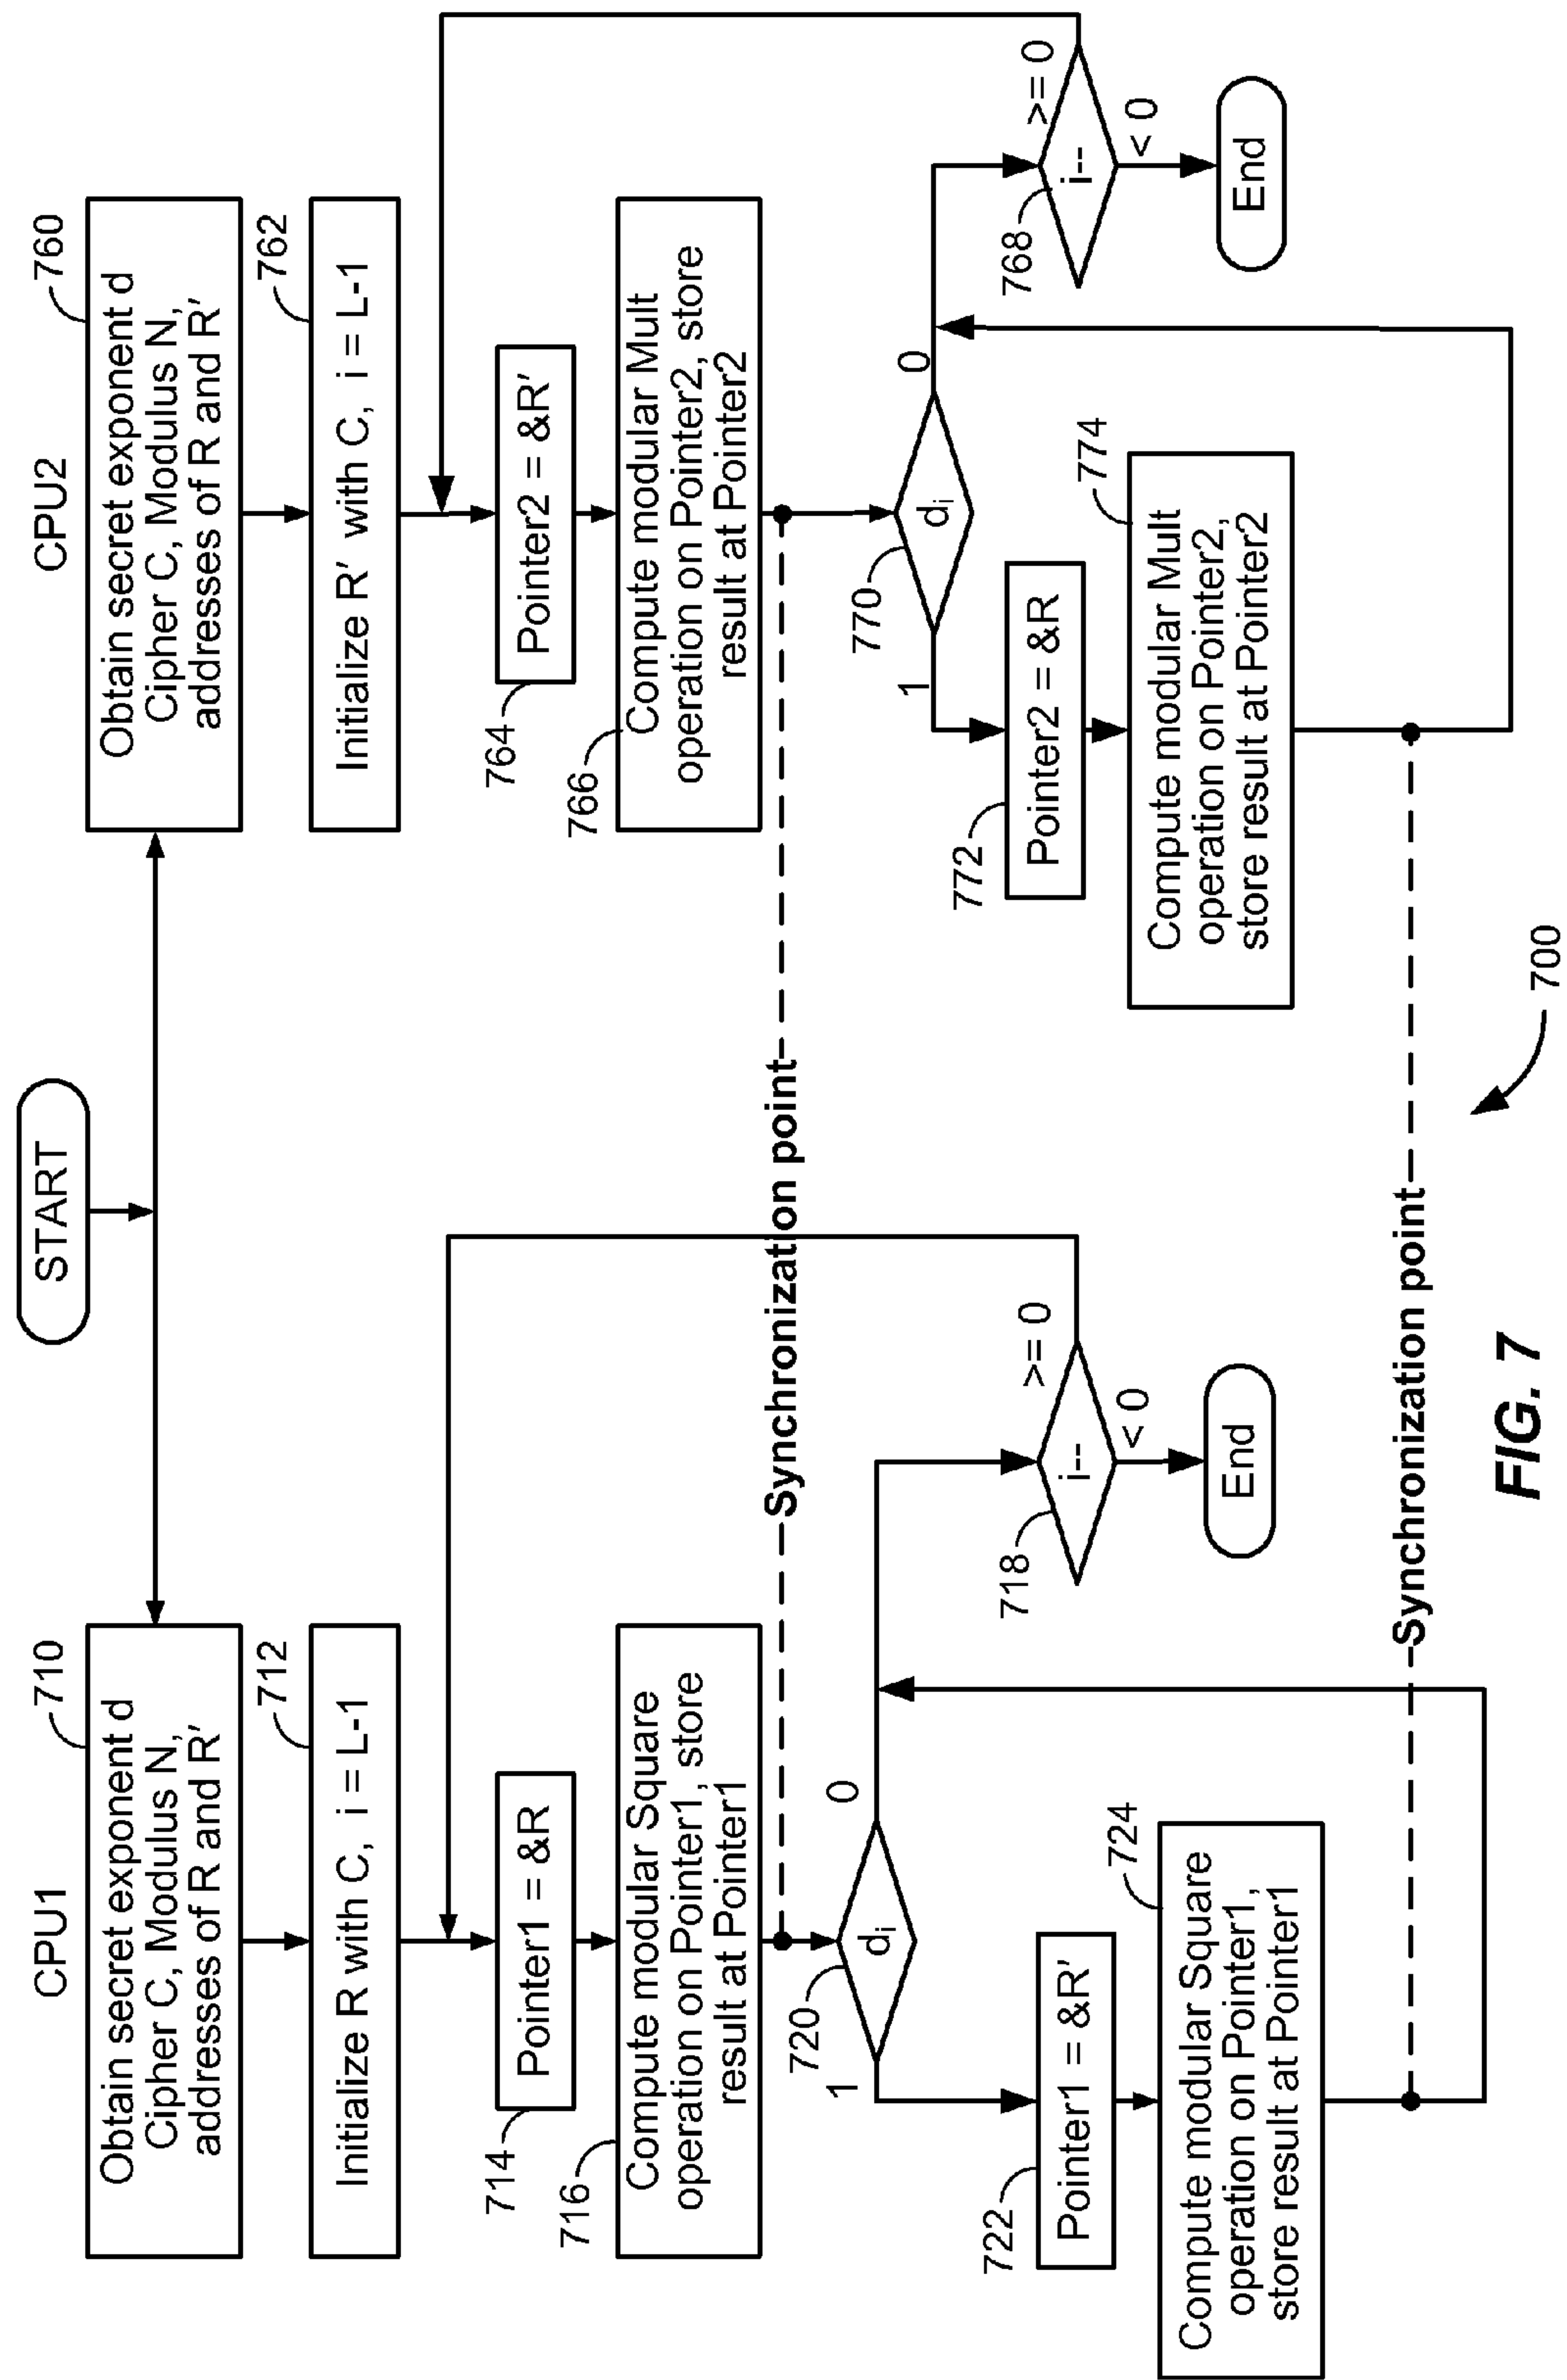 START
CPU1
710
Obtain secret exponent d
Cipher C, Modulus N,
addresses of R and R'
712
Initialize R with C, i = L-1
714
Pointer1 = &R
716
Compute modular Square
operation on Pointer1, store
result at Pointer1
720
di
1
0
722
Pointer1 = &R'
724
Compute modular Square
operation on Pointer1,
store result at Pointer1
718
i--
>= 0
< 0
End
Synchronization point
Synchronization point
CPU2
760
Obtain secret exponent d
Cipher C, Modulus N,
addresses of R and R'
762
Initialize R' with C, i = L-1
764
Pointer2 = &R'
766
Compute modular Mult
operation on Pointer2, store
result at Pointer2
770
di
1
0
772
Pointer2 = &R
774
Compute modular Mult
operation on Pointer2,
store result at Pointer2
768
i--
>= 0
< 0
End
700
FIG. 7